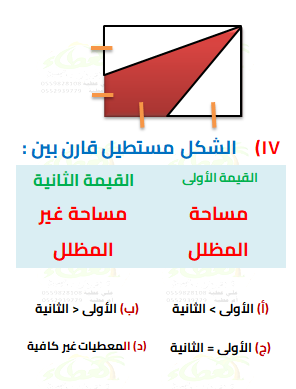 ١٧) الشكل مستطيل قارن بين :
القيمة الأولى القيمة الثانية
مساحة مساحة غير
المظلل المظلل
(أ) الأولى > الثانية (ب) الأولى < الثانية
(ج) الأولى = الثانية (د) المعطيات غير كافية